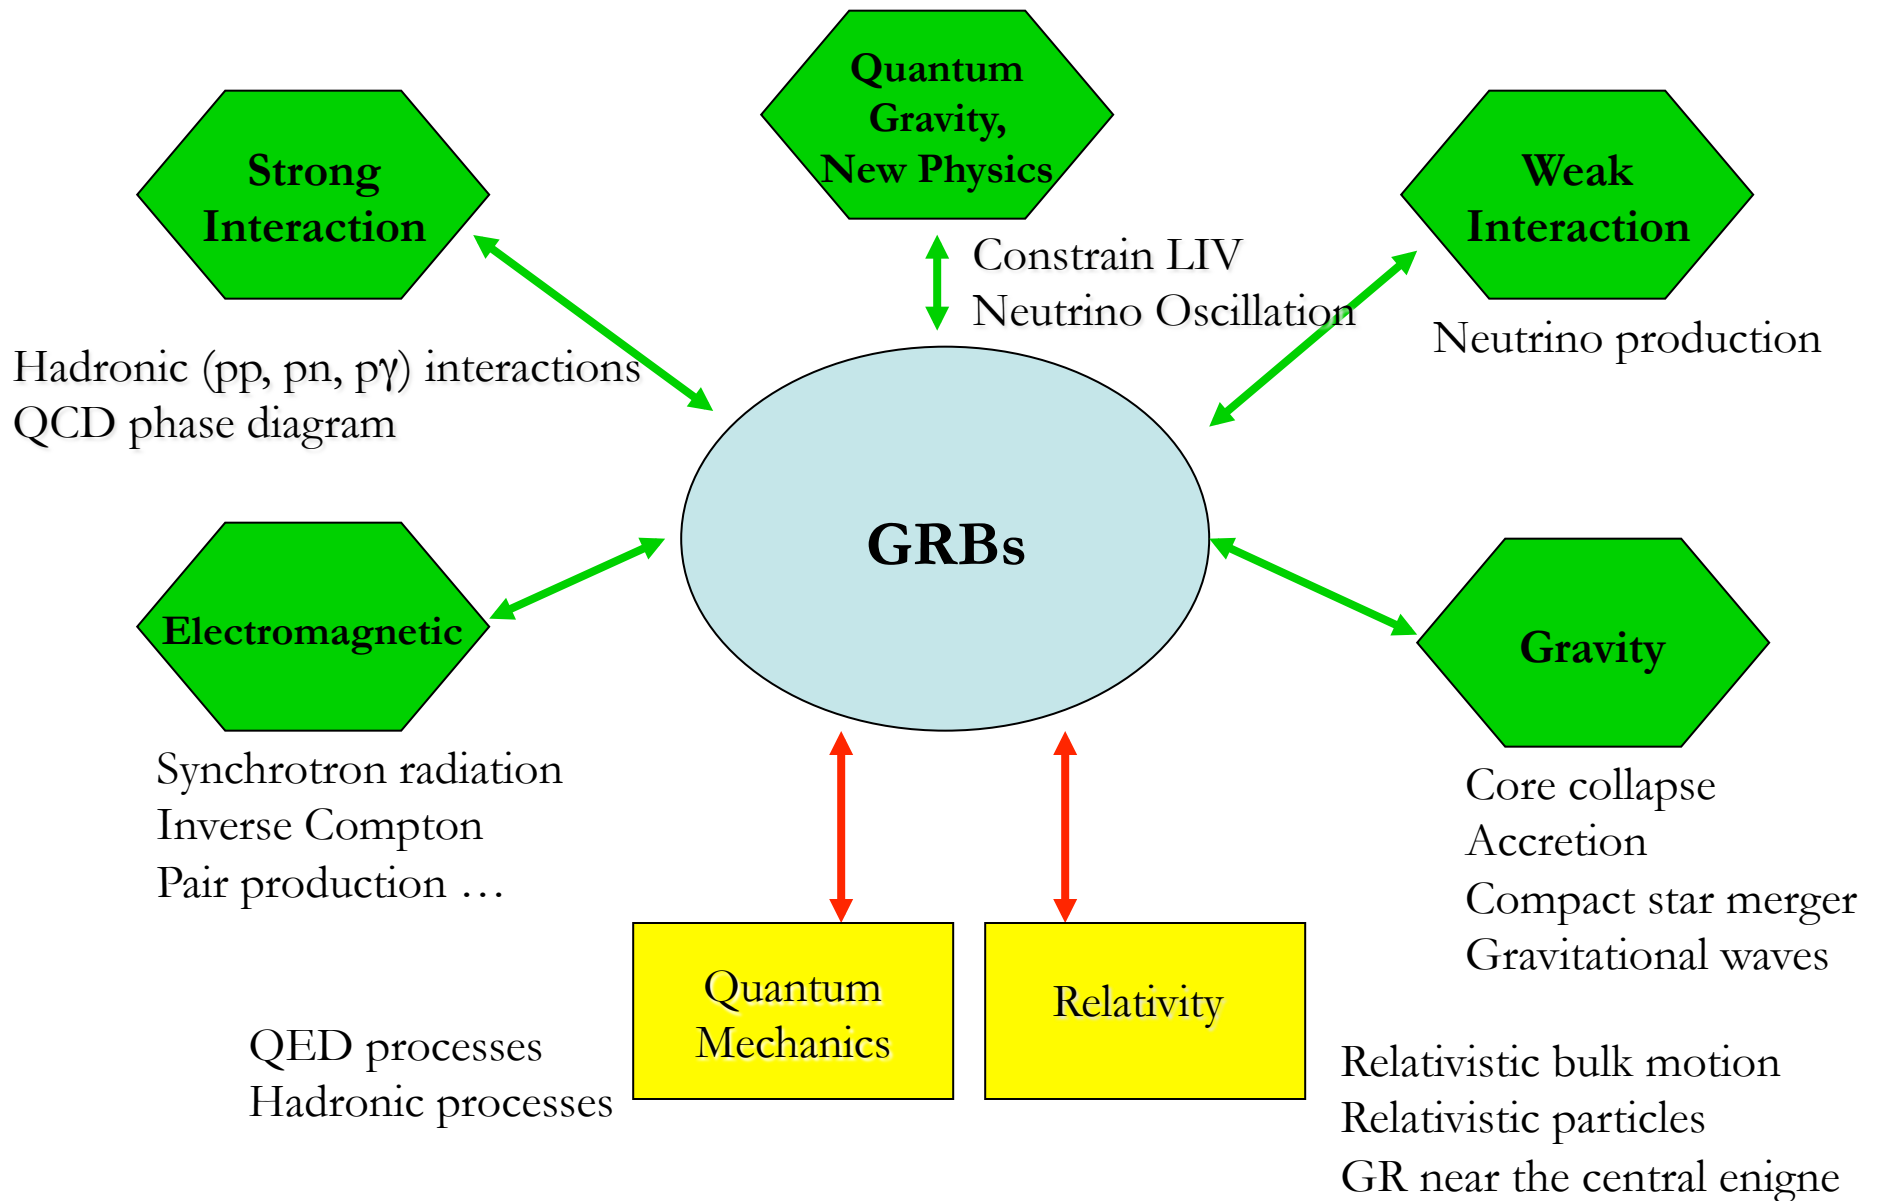 Quantum
Gravity,
New Physics
Strong
Interaction
Weak
Interaction
Constrain LIV
Neutrino Oscillation
Neutrino production
Hadronic (pp, pn, pγ) interactions
QCD phase diagram
GRBs
Electromagnetic
Gravity
Synchrotron radiation
Inverse Compton
Pair production …
Core collapse
Accretion
Compact star merger
Gravitational waves
Quantum
Mechanics
Relativity
QED processes
Hadronic processes
Relativistic bulk motion
Relativistic particles
GR near the central enigne